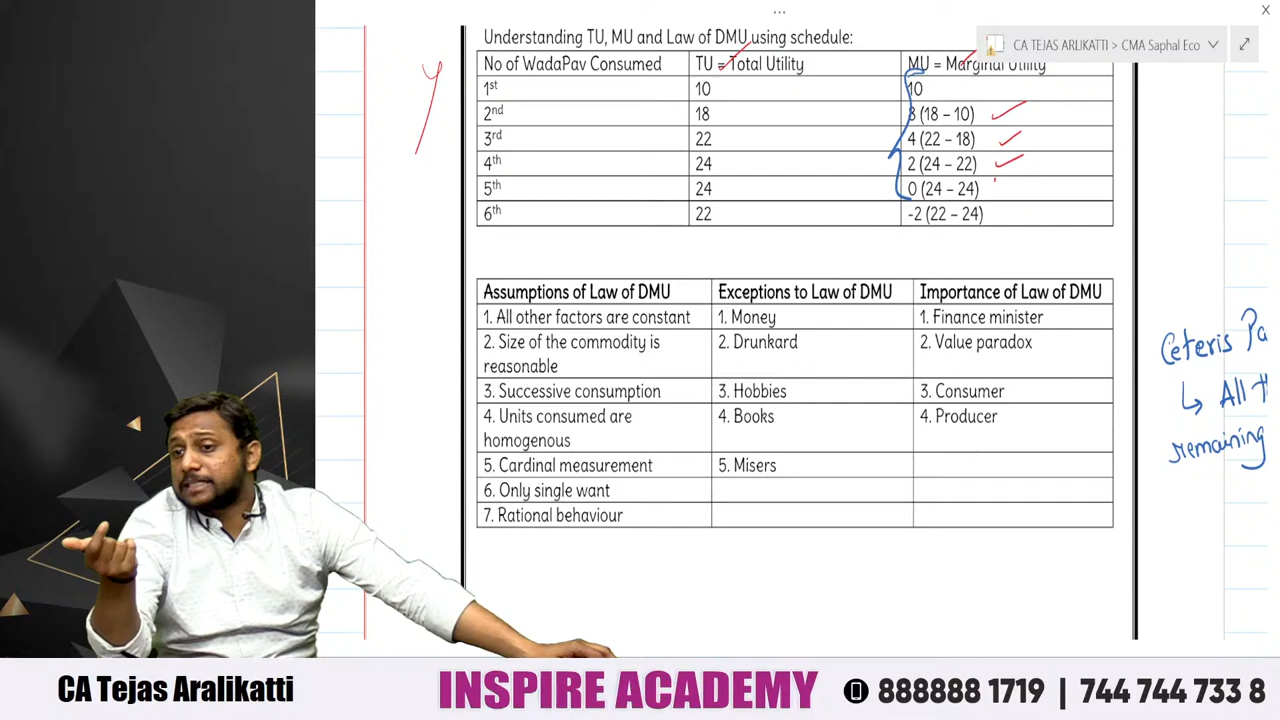 ...
Understanding TU, MU and Law of DMU using schedule:
CA TEJAS ARLIKATTI > CMA Saphal Eco
No of WadaPav Consumed TU = Total Utility MU = Marginal Utility
1st 10 10
2nd 18 8 (18 – 10)
3rd 22 4 (22 – 18)
4th 24 2 (24 – 22)
5th 24 0 (24 – 24)
6th 22 -2 (22 – 24)
Assumptions of Law of DMU Exceptions to Law of DMU Importance of Law of DMU
1. All other factors are constant 1. Money 1. Finance minister
2. Size of the commodity is reasonable 2. Drunkard 2. Value paradox
3. Successive consumption 3. Hobbies 3. Consumer
4. Units consumed are homogenous 4. Books 4. Producer
5. Cardinal measurement 5. Misers
6. Only single want
7. Rational behaviour
Ceteris Pa
↳ All
remaining
CA Tejas Aralikatti
INSPIRE ACADEMY
888888 1719 | 744 744 733 8